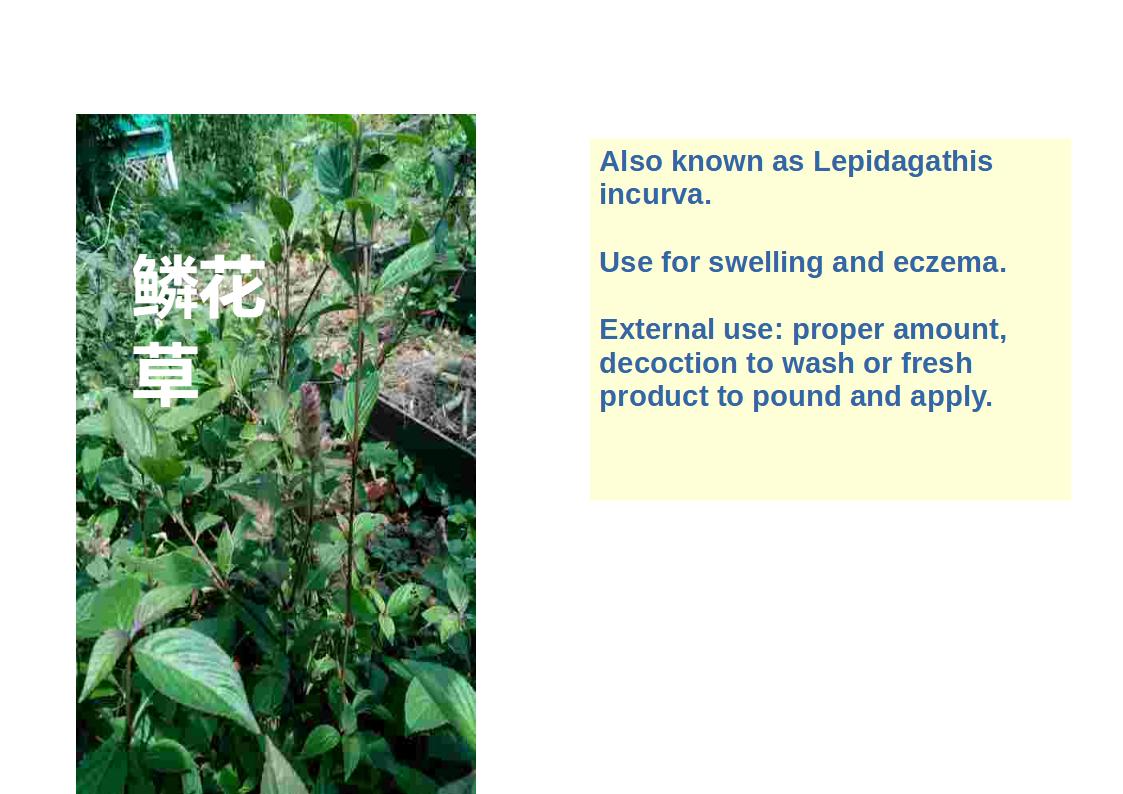 鳞花
草
Also known as Lepidagathis
incurva.
Use for swelling and eczema.
External use: proper amount,
decoction to wash or fresh
product to pound and apply.